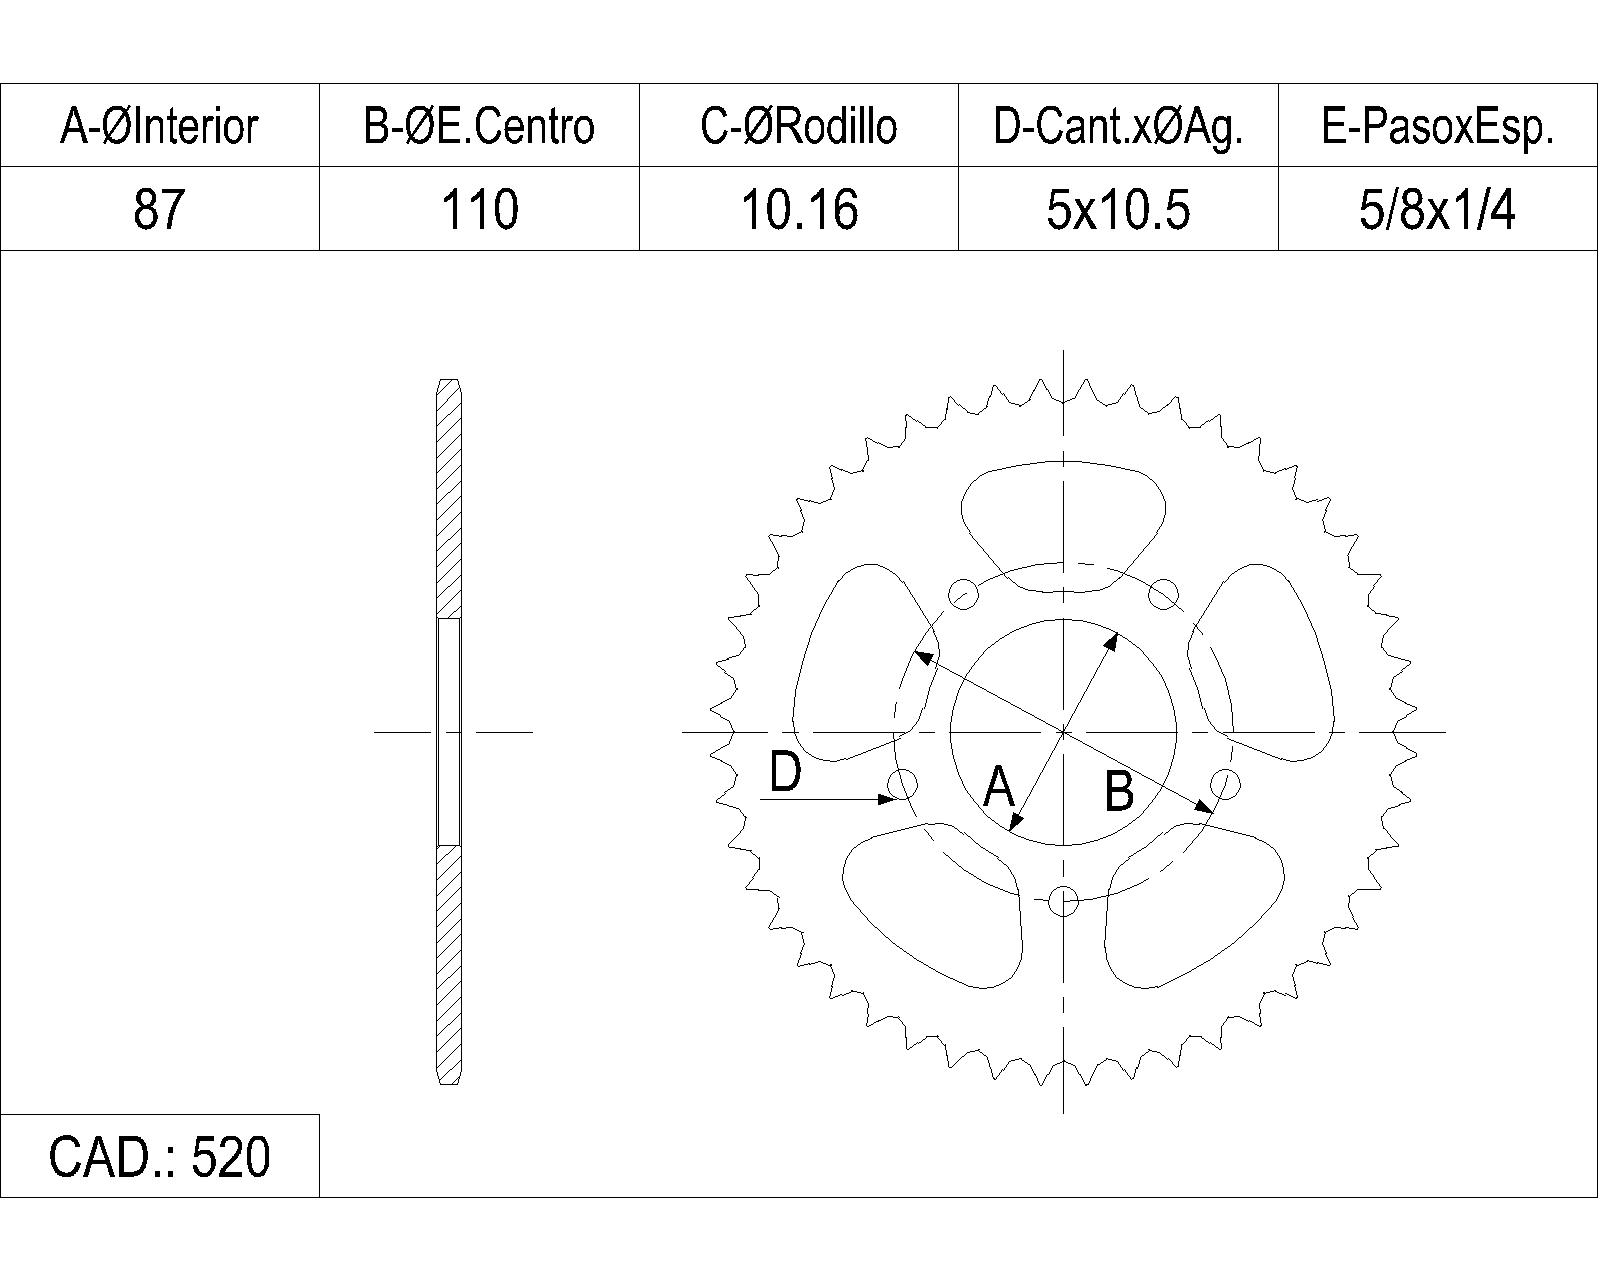 A-ØInterior B-ØE.Centro C-ØRodillo D-Cant.xØAg. E-PasoxEsp.
87 110 10.16 5x10.5 5/8x1/4
D
A
B
CAD.: 520